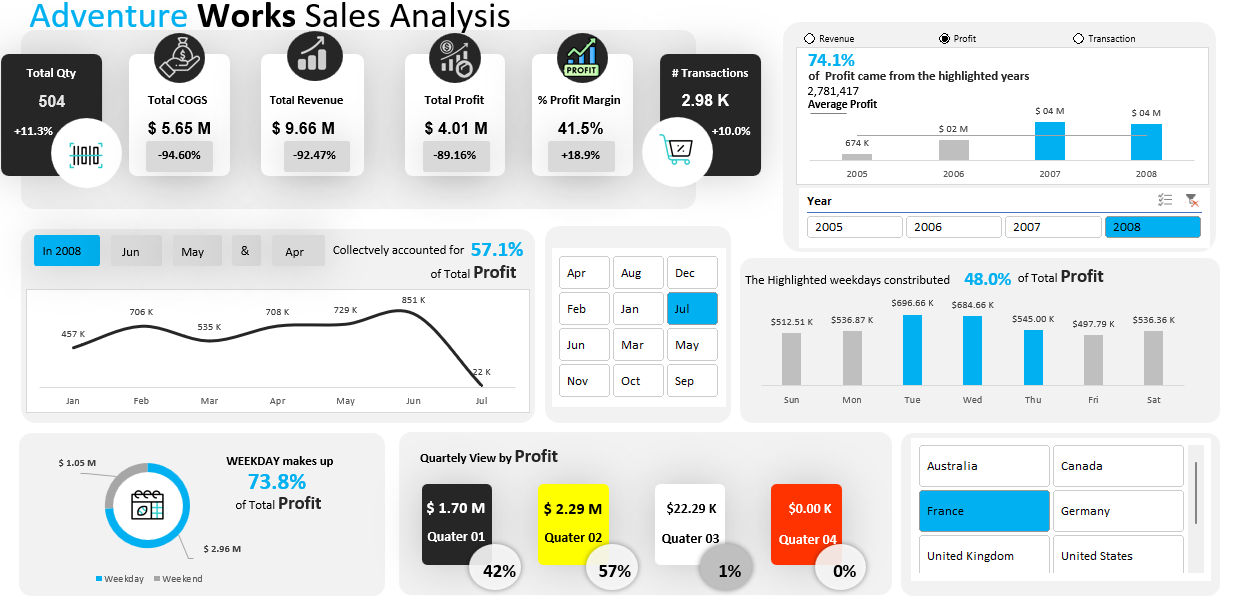 Adventure Works Sales Analysis
Total Qty
504
+11.3%
Total COGS
$ 5.65 M
-94.60%
Total Revenue
$ 9.66 M
-92.47%
Total Profit
$ 4.01 M
-89.16%
PROFIT
% Profit Margin
41.5%
+18.9%
# Transactions
2.98 K
+10.0%
Revenue
Profit
Transaction
74.1%
of Profit came from the highlighted years
2,781,417
Average Profit
674 K
$ 02 M
$ 04 M
$ 04 M
2005 2006 2007 2008
Year
2005 2006 2007 2008
In 2008 Jun May & Apr Collectvely accounted for 57.1%
of Total Profit
457 K 706 K 535 K 708 K 729 K 851 K 22 K
Jan Feb Mar Apr May Jun Jul
Apr Aug Dec
Feb Jan Jul
Jun Mar May
Nov Oct Sep
The Highlighted weekdays constributed 48.0% of Total Profit
$512.51 K $536.87 K $696.66 K $684.66 K $545.00 K $497.79 K $536.36 K
Sun Mon Tue Wed Thu Fri Sat
$ 1.05 M
$ 2.96 M
Weekday Weekend
WEEKDAY makes up
73.8%
of Total Profit
Quartely View by Profit
$ 1.70 M
Quater 01
42%
$ 2.29 M
Quater 02
57%
$22.29 K
Quater 03
1%
$0.00 K
Quater 04
0%
Australia Canada
France Germany
United Kingdom United States